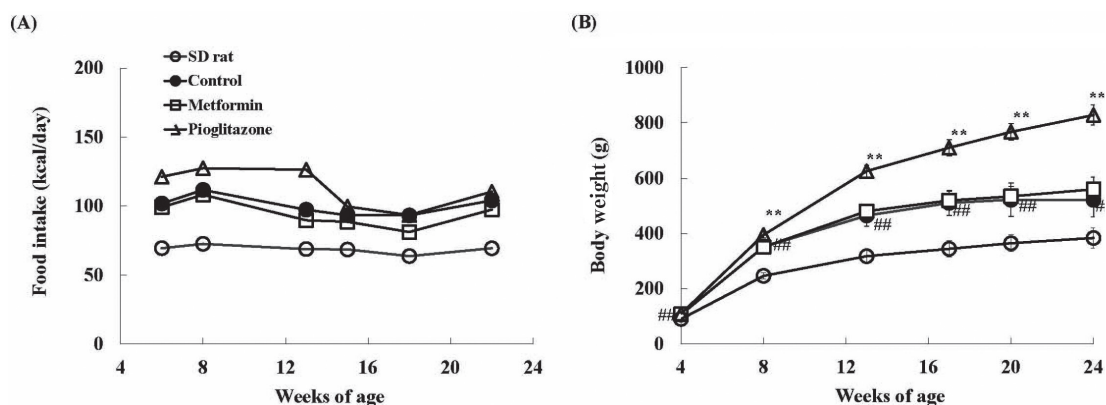 (A)
SD rat
Control
Metformin
Pioglitazone
200
150
100
50
0
4 8 12 16 20 24
Food intake (kcal/day)
Weeks of age
(B)
1000
800
600
400
200
0
4 8 12 16 20 24
Body weight (g)
Weeks of age
**
**
**
**
**
##
##
##
##
##
#